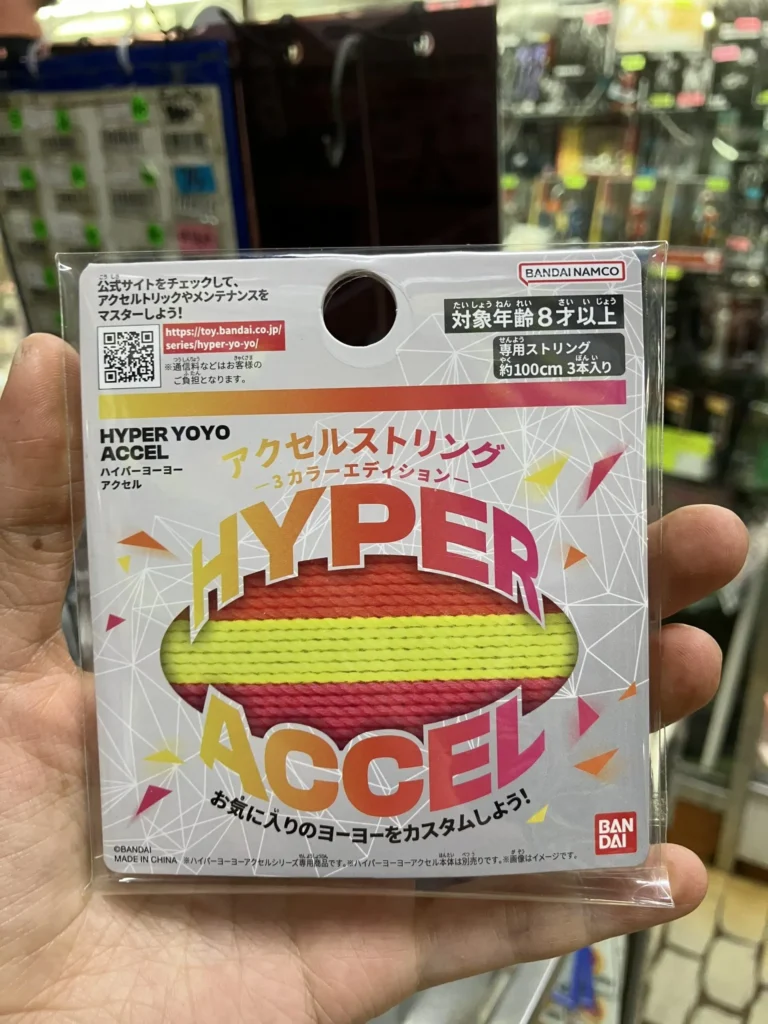 公式サイトをチェックして、
アクセルトリックやメンテナンスを
マスターしよう!
https://toy.bandai.co.jp/
series/hyper-yo-yo/
※通信料などはお客様の
ご負担となります。
BANDAI NAMCO
対象年齢8才以上
専用ストリング
約100cm 3本入り
HYPER YOYO
ACCEL
ハイパーヨーヨー
アクセル
アクセルストリング
―3カラーエディション―
HYPER
ACCEL
お気に入りのヨーヨーをカスタムしよう!
BAN
DAI
©BANDAI
MADE IN CHINA ※ハイパーヨーヨーアクセルシリーズ専用商品です。※ハイパーヨーヨーアクセル本体は別売りです。※画像はイメージです。